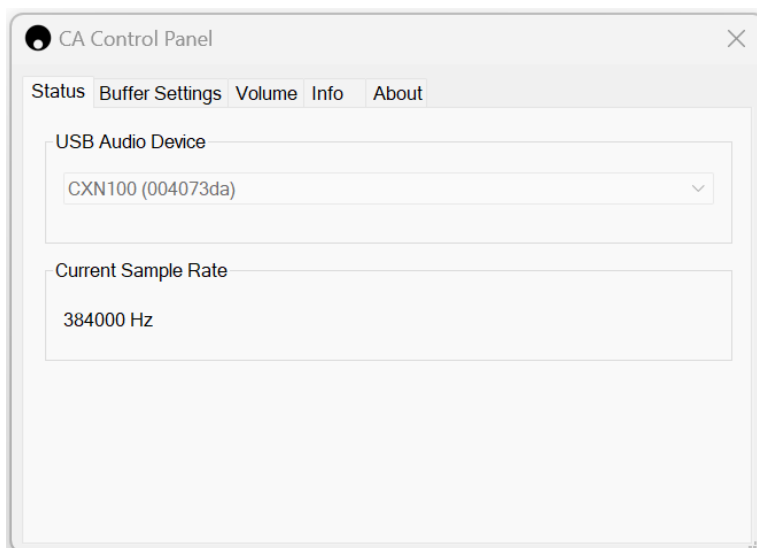 CA Control Panel
Status Buffer Settings Volume Info About
USB Audio Device
CXN100 (004073da)
Current Sample Rate
384000 Hz